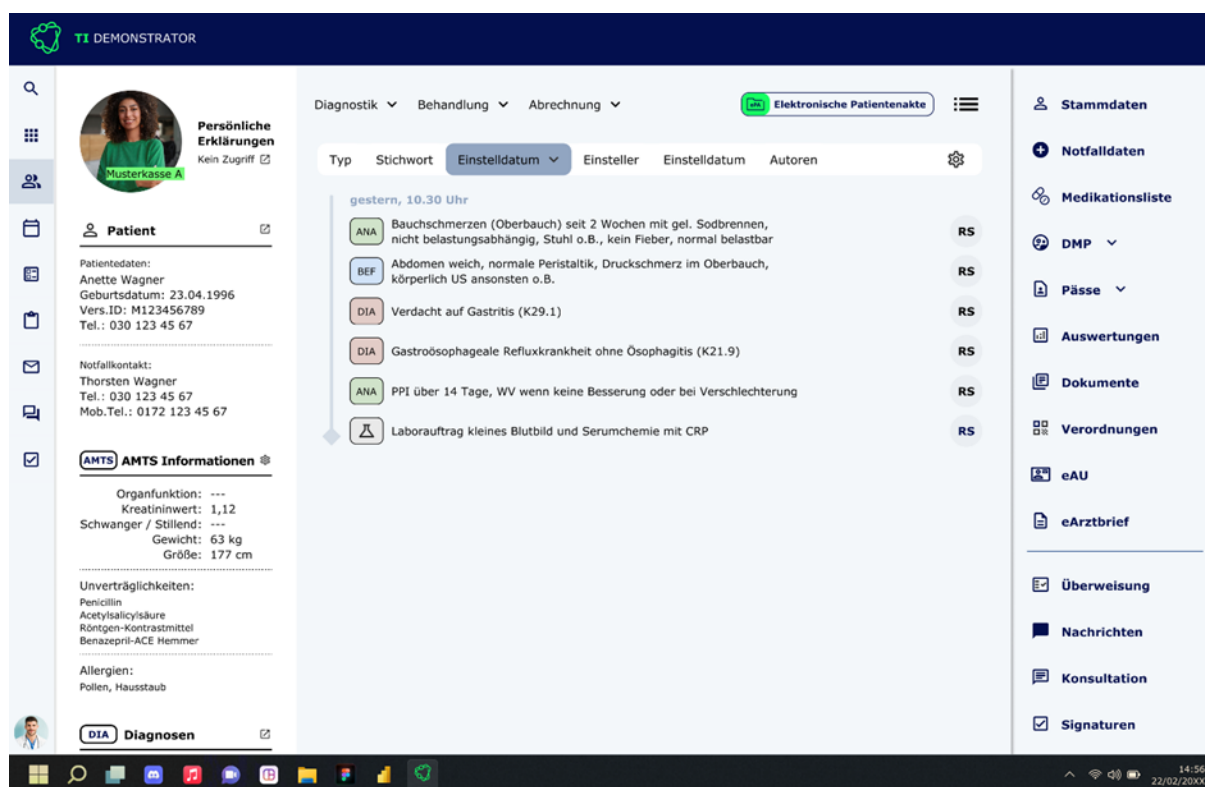 TI DEMONSTRATOR
Musterkasse A
Persönliche
Erklärungen
Kein Zugriff
Patient
Patientedaten:
Anette Wagner
Geburtsdatum: 23.04.1996
Vers.ID: M123456789
Tel.: 030 123 45 67
Notfallkontakt:
Thorsten Wagner
Tel.: 030 123 45 67
Mob.Tel.: 0172 123 45 67
AMTS AMTS Informationen
Organfunktion: ---
Kreatininwert: 1,12
Schwanger / Stillend: ---
Gewicht: 63 kg
Größe: 177 cm
Unverträglichkeiten:
Penicillin
Acetylsalicylsäure
Röntgen-Kontrastmittel
Benazepril-ACE Hemmer
Allergien:
Pollen, Hausstaub
DIA Diagnosen
Diagnostik Behandlung Abrechnung ePA Elektronische Patientenakte
Typ Stichwort Einstelldatum Einsteller Einstelldatum Autoren
gestern, 10.30 Uhr
ANA Bauchschmerzen (Oberbauch) seit 2 Wochen mit gel. Sodbrennen,
nicht belastungsabhängig, Stuhl o.B., kein Fieber, normal belastbar RS
BEF Abdomen weich, normale Peristaltik, Druckschmerz im Oberbauch,
körperlich US ansonsten o.B. RS
DIA Verdacht auf Gastritis (K29.1) RS
DIA Gastroösophageale Refluxkrankheit ohne Ösophagitis (K21.9) RS
ANA PPI über 14 Tage, WV wenn keine Besserung oder bei Verschlechterung RS
Laborauftrag kleines Blutbild und Serumchemie mit CRP RS
Stammdaten
Notfalldaten
Medikationsliste
DMP
Pässe
Auswertungen
Dokumente
Verordnungen
eAU
eArztbrief
Überweisung
Nachrichten
Konsultation
Signaturen
14:56
22/02/20XX